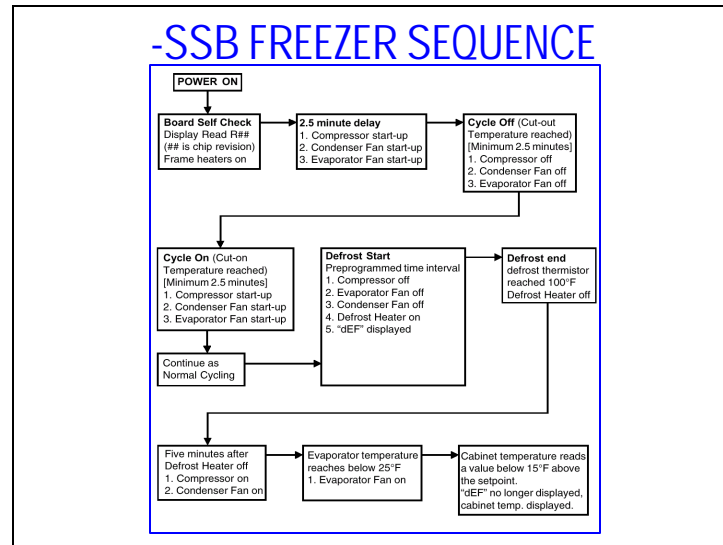 -SSB FREEZER SEQUENCE
POWER ON
Board Self Check
Display Read R##
(## is chip revision)
Frame heaters on
2.5 minute delay
1. Compressor start-up
2. Condenser Fan start-up
3. Evaporator Fan start-up
Cycle Off (Cut-out
Temperature reached)
[Minimum 2.5 minutes]
1. Compressor off
2. Condenser Fan off
3. Evaporator Fan off
Cycle On (Cut-on
Temperature reached)
[Minimum 2.5 minutes]
1. Compressor start-up
2. Condenser Fan start-up
3. Evaporator Fan start-up
Continue as
Normal Cycling
Defrost Start
Preprogrammed time interval
1. Compressor off
2. Evaporator Fan off
3. Condenser Fan off
4. Defrost Heater on
5. “dEF” displayed
Defrost end
defrost thermistor
reached 100°F
Defrost Heater off
Five minutes after
Defrost Heater off
1. Compressor on
2. Condenser Fan on
Evaporator temperature
reaches below 25°F
1. Evaporator Fan on
Cabinet temperature reads
a value below 15°F above
the setpoint.
“dEF” no longer displayed,
cabinet temp. displayed.